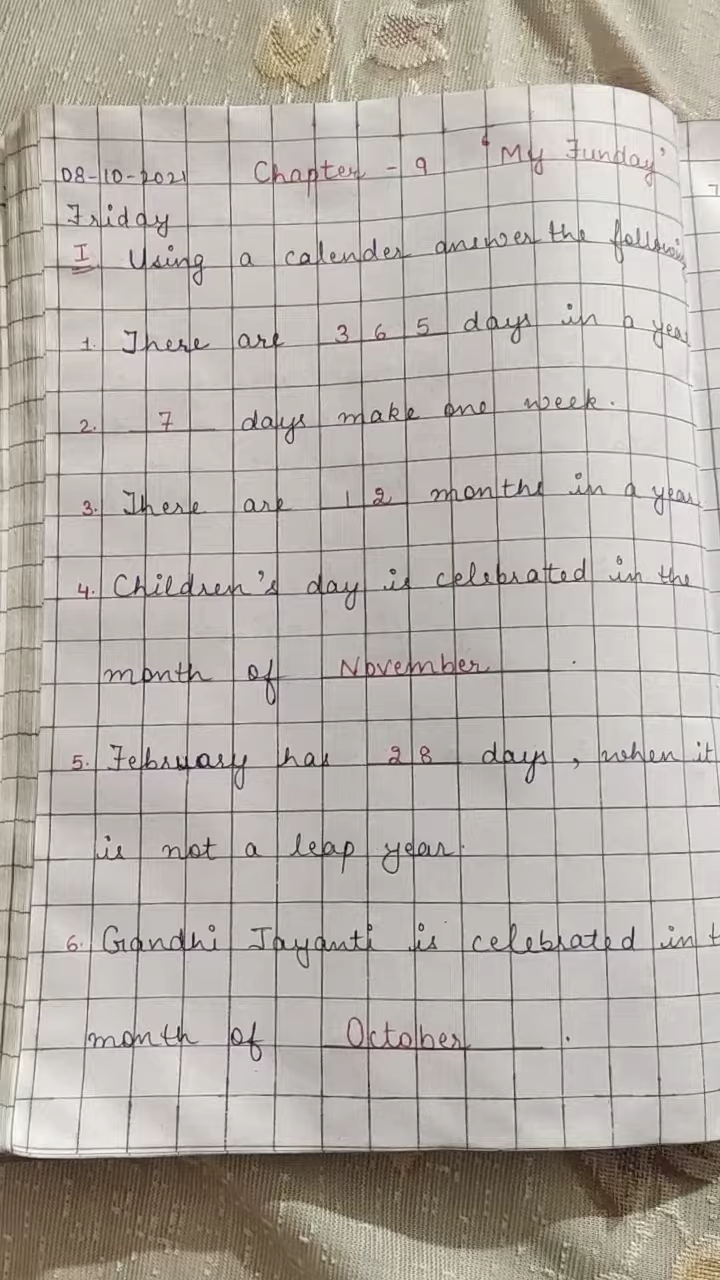 08-10-2021 Chapter - 9 "My Funday"
Friday
I Using a calender answer the following
1. There are 365 days in a year
2. 7 days make one week.
3. There are 12 months in a year
4. Children's day is celebrated in the
month of November .
5. February has 28 days, when it
is not a leap year.
6. Gandhi Jayanti is celebrated in t
month of October .